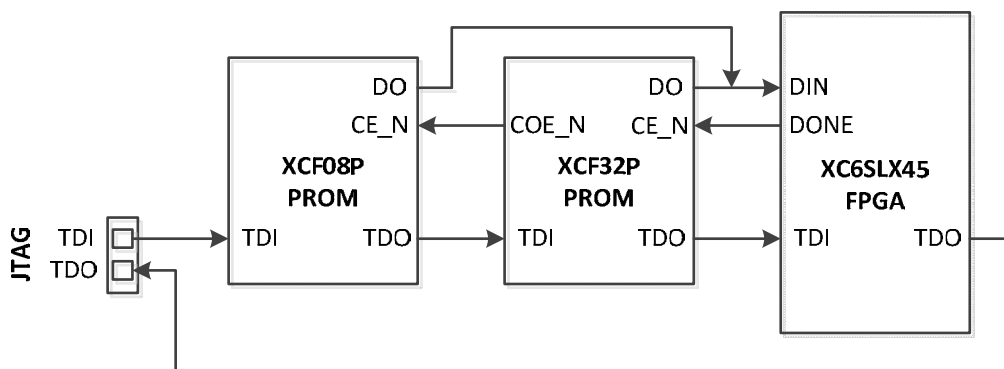 DO
CE_N
XCF08P
PROM
TDI
TDO
COE_N
DO
CE_N
XCF32P
PROM
TDI
TDO
DIN
DONE
XC6SLX45
FPGA
TDI
TDO
JTAG
TDI
TDO